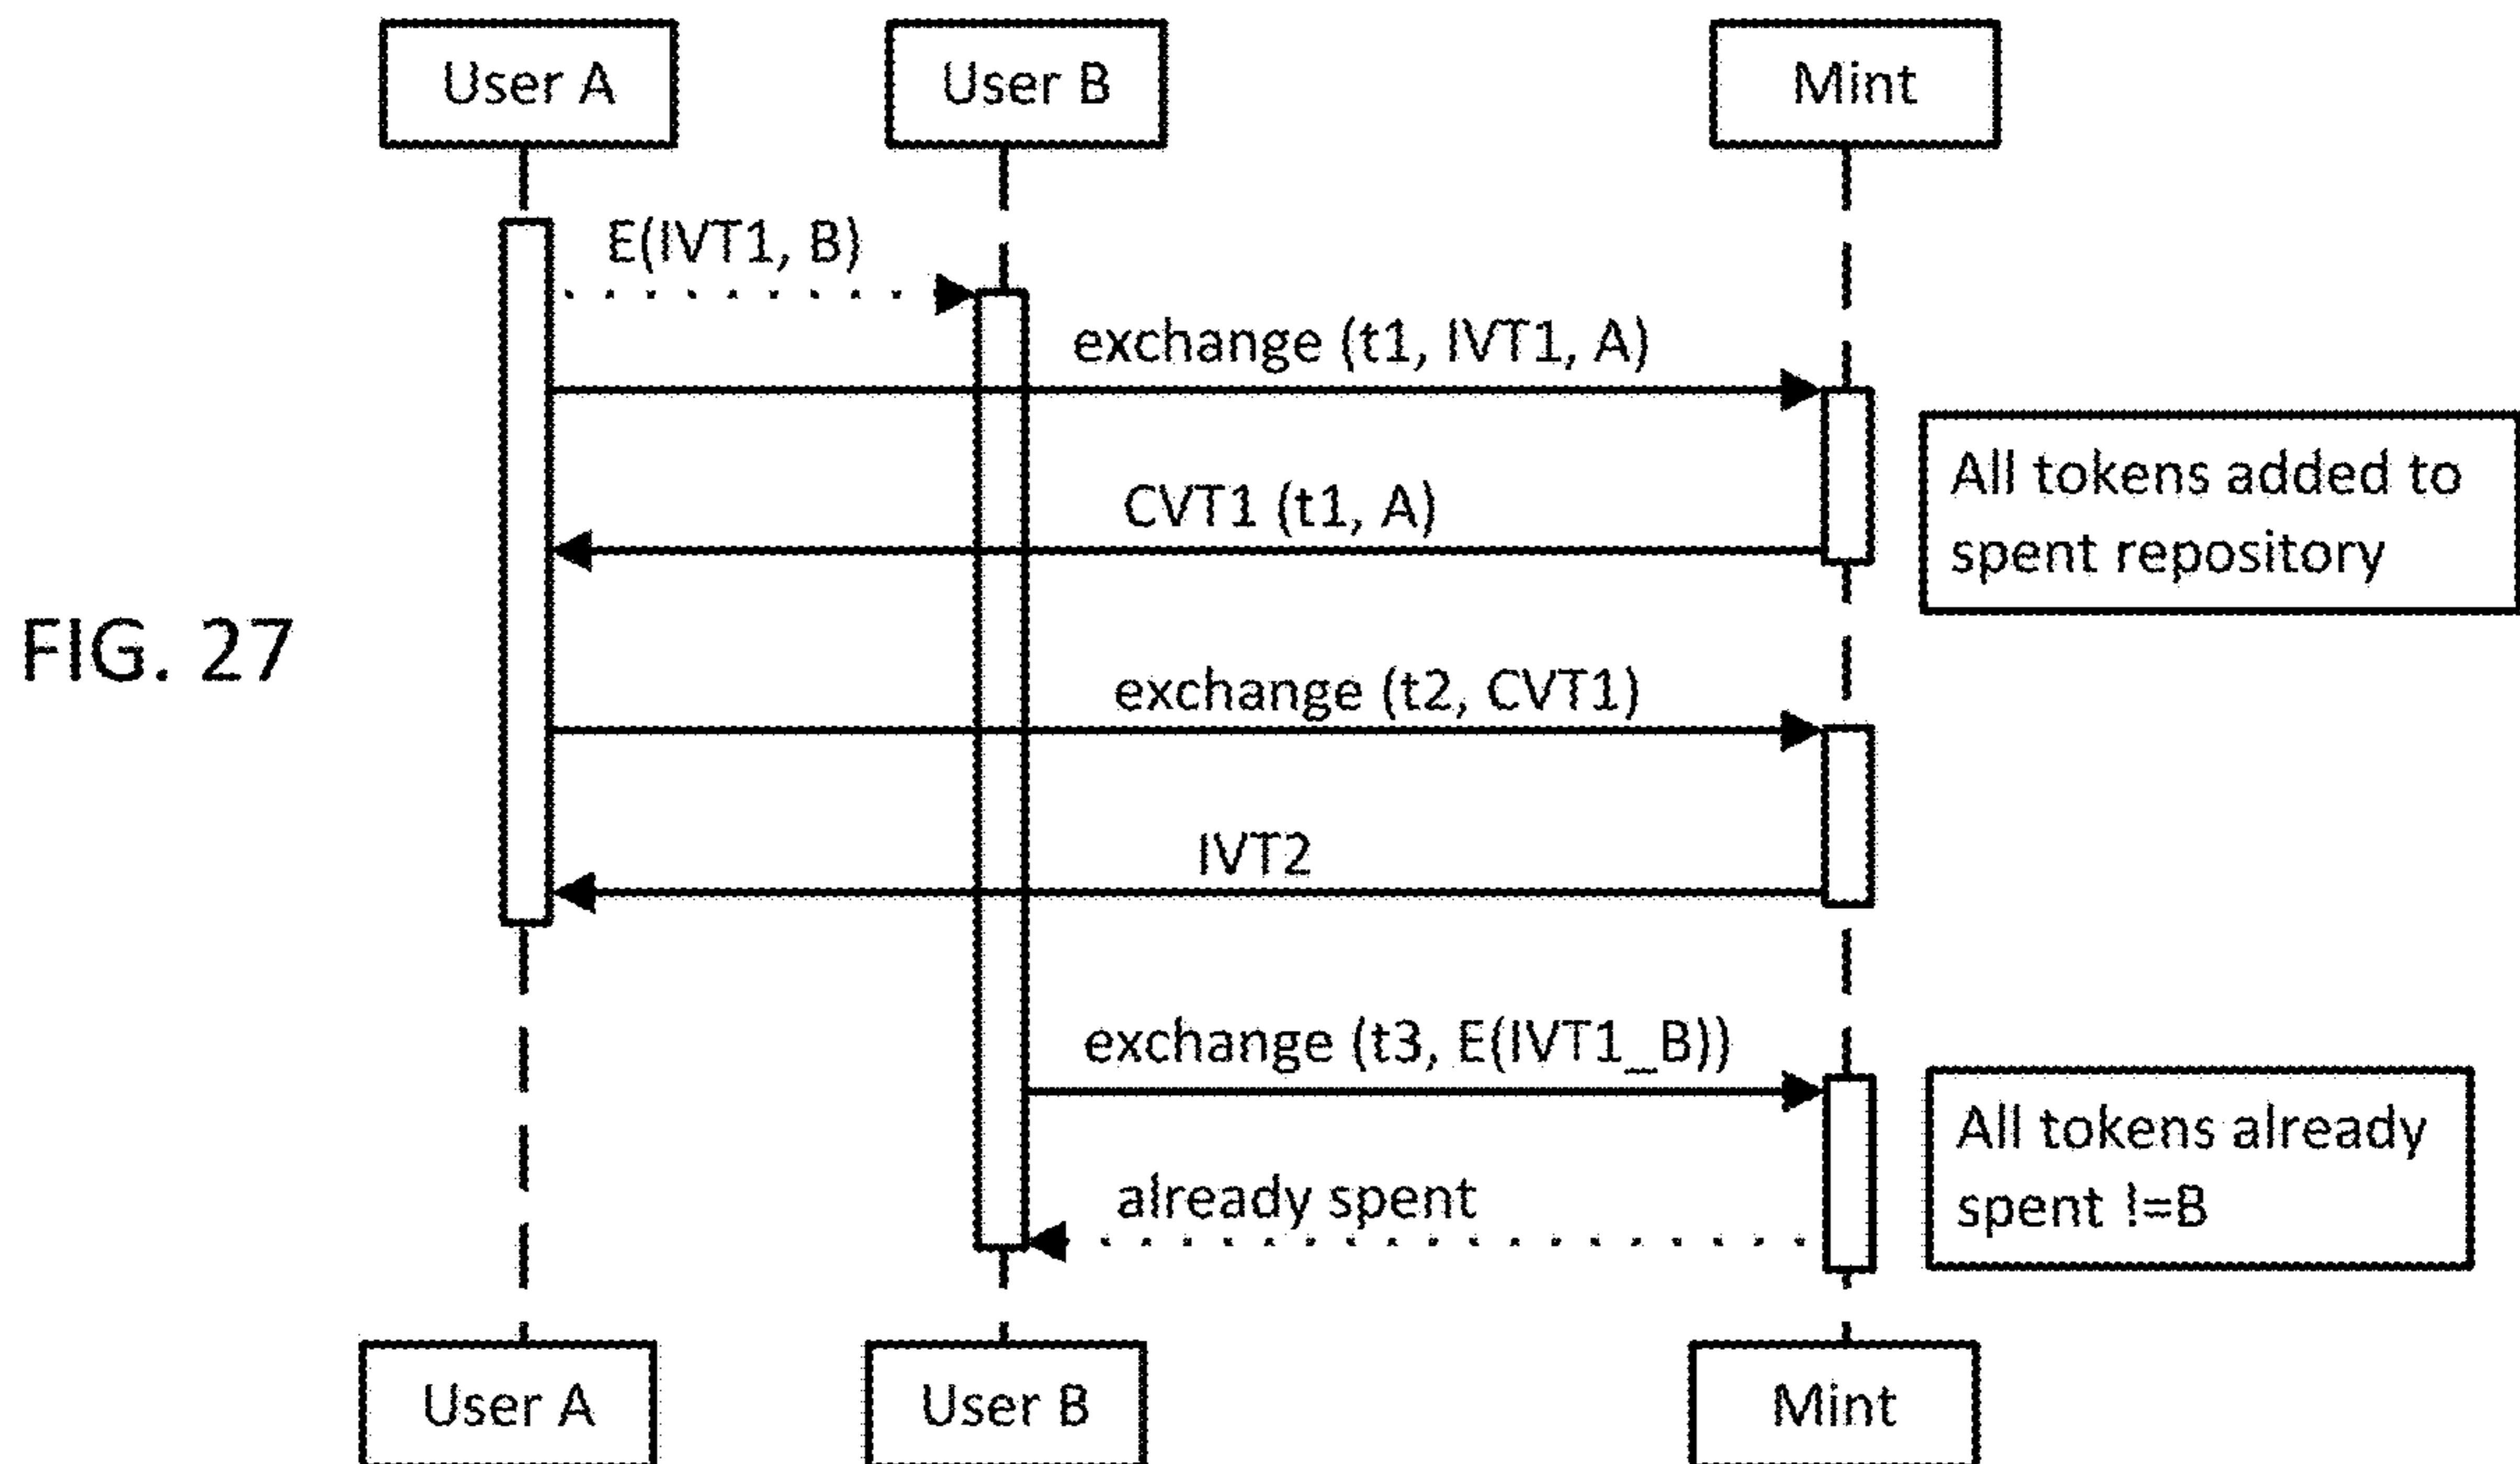 User A
User B
Mint
E(IVT1, B)
exchange (t1, IVT1, A)
All tokens added to
spent repository
CVT1 (t1, A)
FIG. 27
exchange (t2, CVT1)
IVT2
exchange (t3, E(IVT1_B))
All tokens already
spent !=B
already spent
User A
User B
Mint